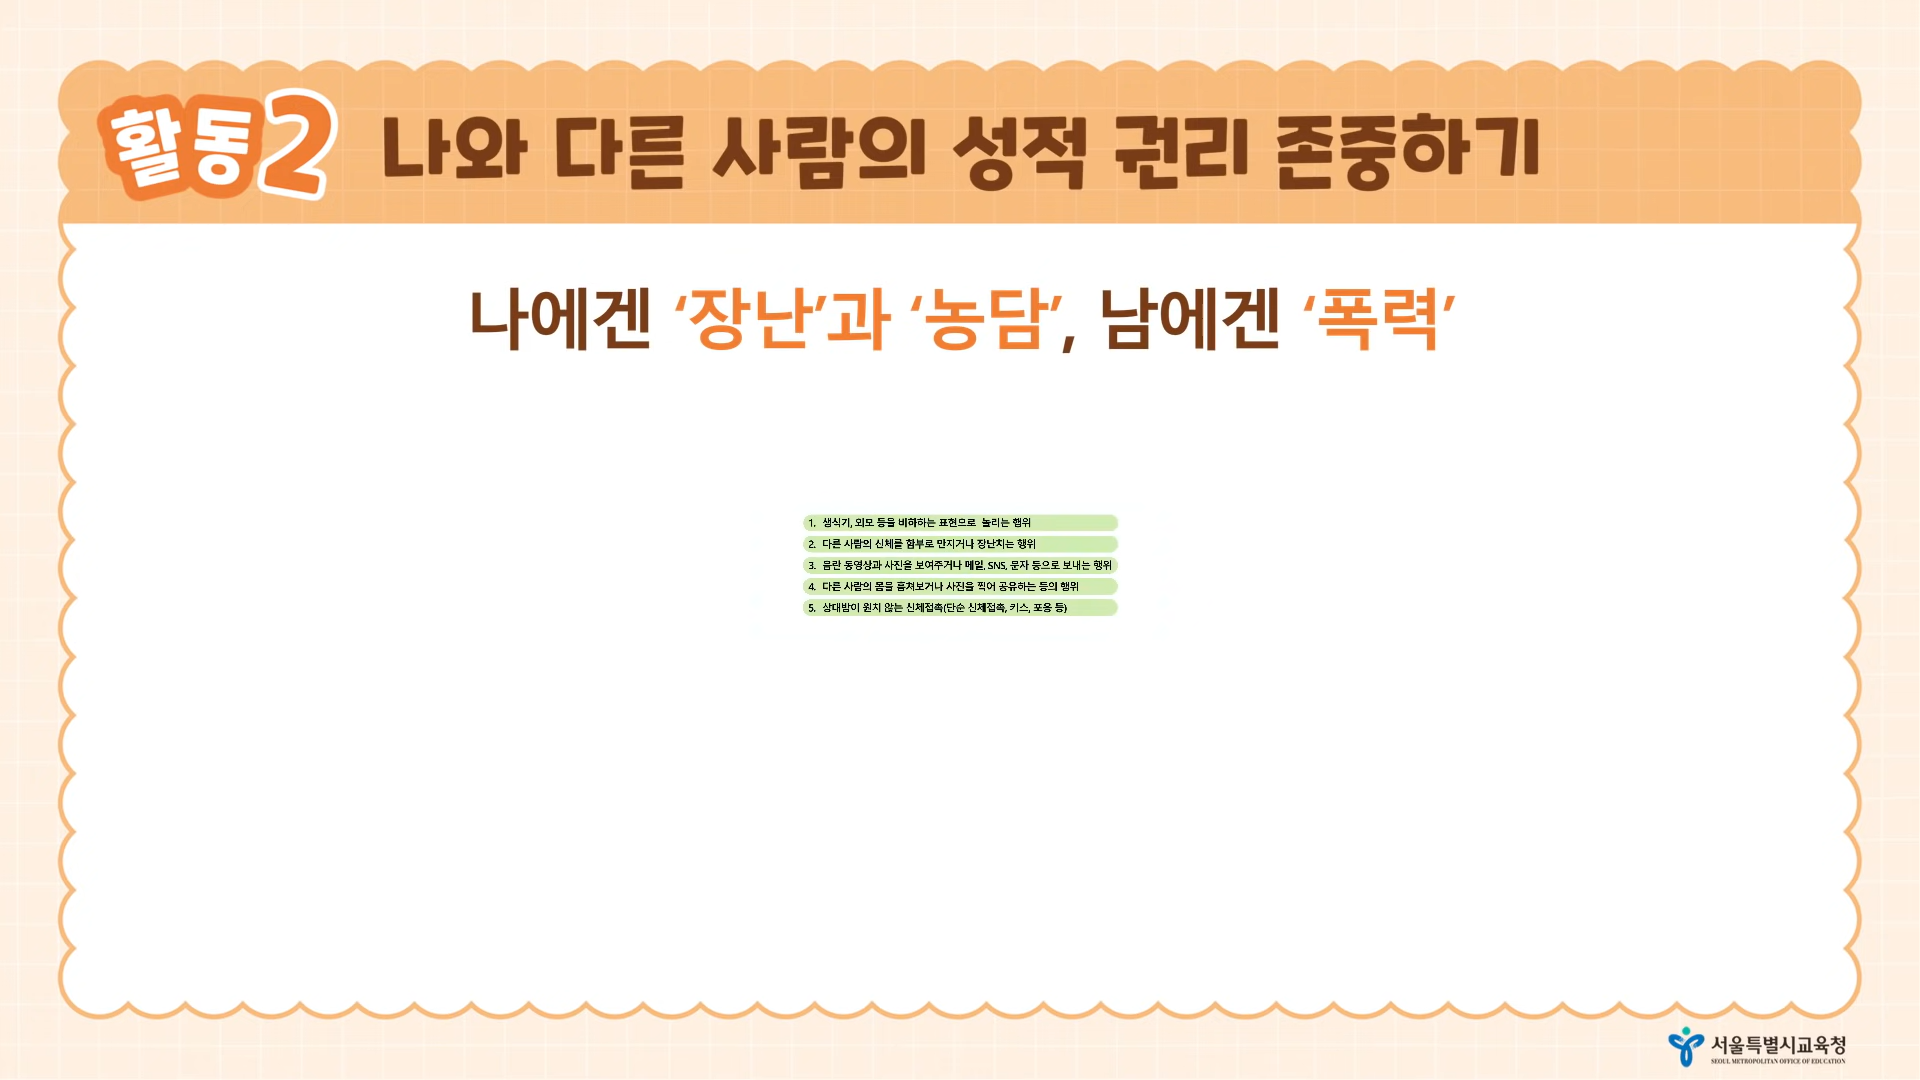 활동2 나와 다른 사람의 성적 권리 존중하기
나에겐 ‘장난’과 ‘농담’, 남에겐 ‘폭력’
1. 생식기, 외모 등을 비하하는 표현으로 놀리는 행위
2. 다른 사람의 신체를 함부로 만지거나 장난치는 행위
3. 음란 동영상과 사진을 보여주거나 메일, SNS, 문자 등으로 보내는 행위
4. 다른 사람의 몸을 훔쳐보거나 사진을 찍어 공유하는 등의 행위
5. 상대방이 원치 않는 신체접촉(단순 신체접촉, 키스, 포옹 등)
서울특별시교육청
SEOUL METROPOLITAN OFFICE OF EDUCATION